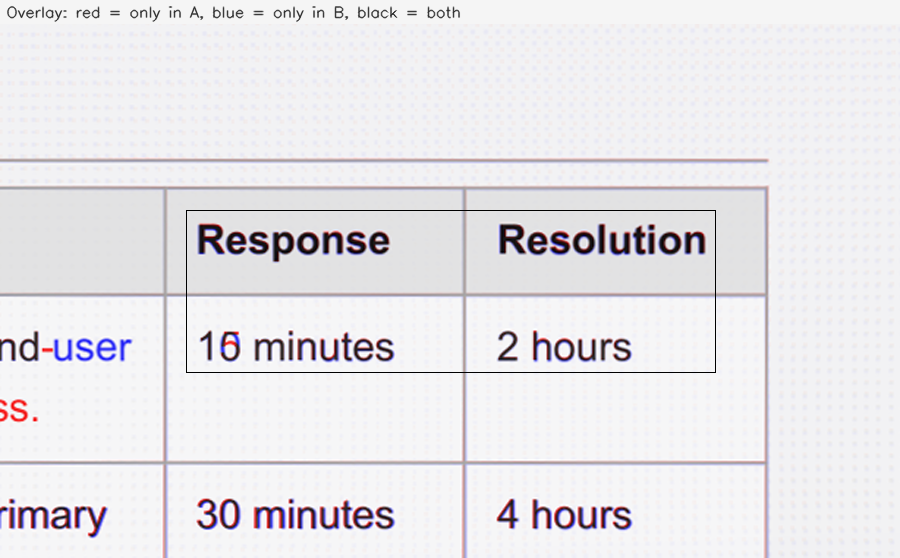 Overlay: red = only in A, blue = only in B, black = both
Response Resolution
nd-user minutes 2 hours
ss.
rimary 30 minutes 4 hours